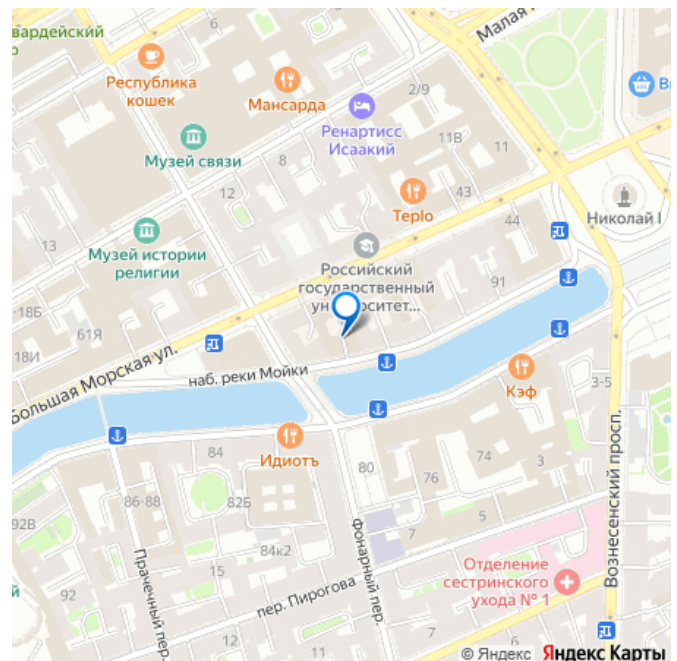 вардейский
р
6
Малая
Республика
кошек
Мансарда
2/9
В
Ренартисс
Исаакий
Музей связи
8
11В
11
12
43
Teplo
44
Николай I
13
Музей истории
религии
Российский
государственный
университет...
91
18Б
61Я
18И
Большая Морская ул.
наб. реки Мойки
Кэф
3-5
Идиотъ
84
80
74
3
76
82Б
86-88
5
92В
7
84к2
Вознесенский просп.
Фонарный пер.
Прачечный пер.
15
Отделение
сестринского
ухода № 1
й
92
пер. Пирогова
12
11
7
6
© Яндекс Яндекс Карты